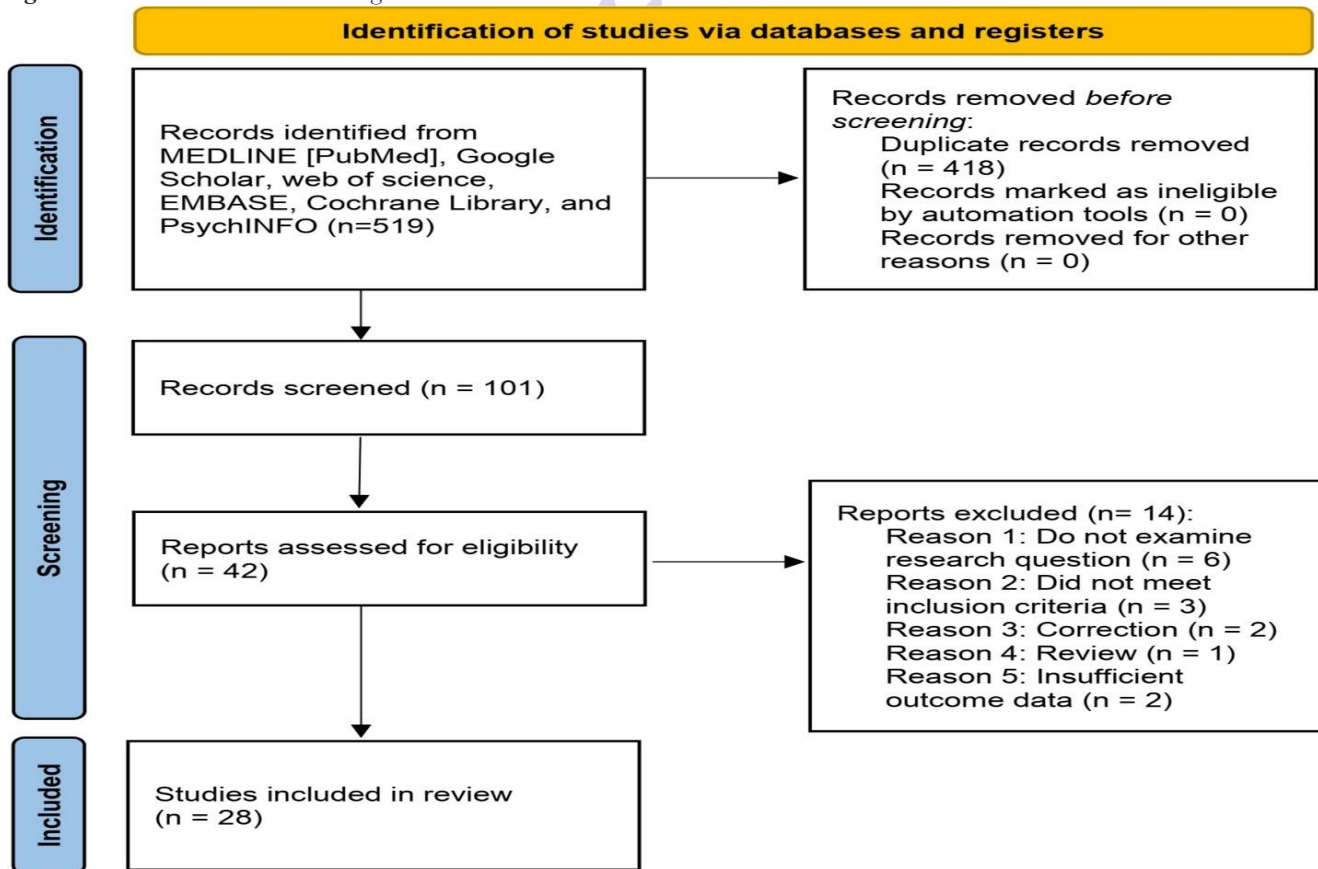 Identification of studies via databases and registers
Identification
Records identified from
MEDLINE [PubMed], Google
Scholar, web of science,
EMBASE, Cochrane Library, and
PsychINFO (n=519)
Records removed before
screening:
Duplicate records removed
(n = 418)
Records marked as ineligible
by automation tools (n = 0)
Records removed for other
reasons (n = 0)
Screening
Records screened (n = 101)
Reports assessed for eligibility
(n = 42)
Reports excluded (n= 14):
Reason 1: Do not examine
research question (n = 6)
Reason 2: Did not meet
inclusion criteria (n = 3)
Reason 3: Correction (n = 2)
Reason 4: Review (n = 1)
Reason 5: Insufficient
outcome data (n = 2)
Included
Studies included in review
(n = 28)